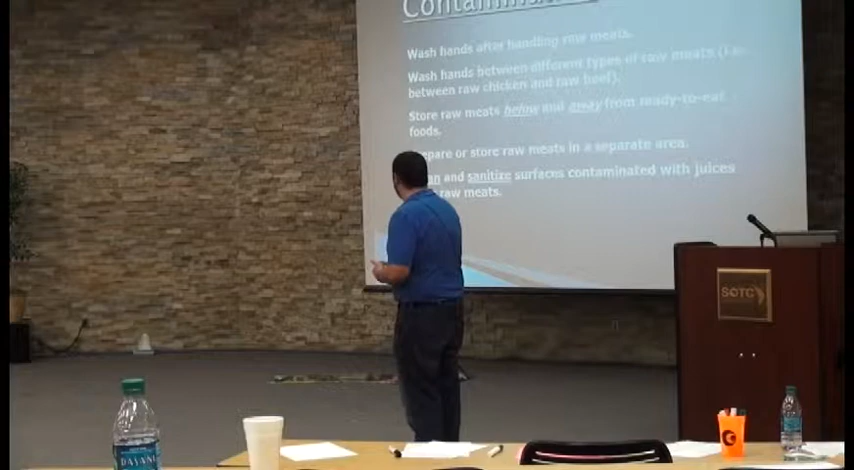 Wash hands after handling raw meats.
Wash hands between different types of raw meats (i.e.
between raw chicken and raw beef).
Store raw meats below and away from ready-to-eat
foods.
or store raw meats in a separate area.
and sanitize surfaces contaminated with juices
raw meats.
SOTC
DASANI